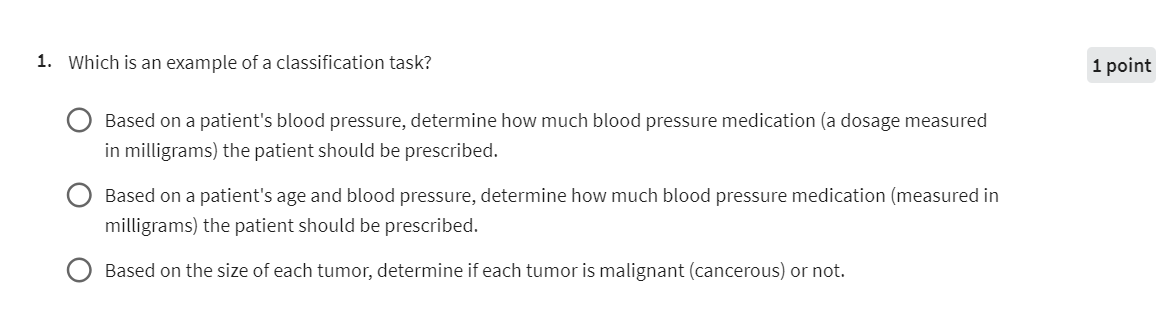 1. Which is an example of a classification task?
1 point
Based on a patient's blood pressure, determine how much blood pressure medication (a dosage measured
in milligrams) the patient should be prescribed.
Based on a patient's age and blood pressure, determine how much blood pressure medication (measured in
milligrams) the patient should be prescribed.
Based on the size of each tumor, determine if each tumor is malignant (cancerous) or not.